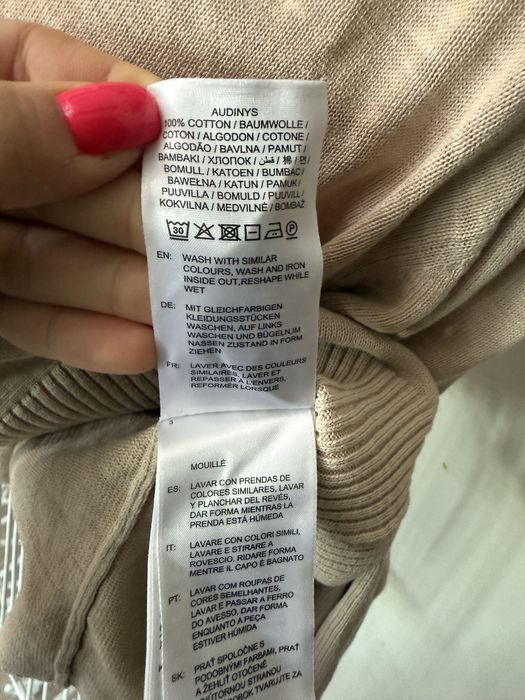 AUDINYS
100% COTTON / BAUMWOLLE /
COTON / ALGODON / COTONE /
ALGODÃO / BAVLNA / PAMUT /
BAMBAKI / ХЛОПОК / قطن / 棉 / 면
BOMULL / KATOEN / BUMBAC /
BAWEŁNA / KATUN / PAMUK /
PUUVILLA / BOMULD / PUUVILL /
KOKVILNA / MEDVILNĖ / BOMBAŽ
30 P
EN: WASH WITH SIMILAR
COLOURS, WASH AND IRON
INSIDE OUT,RESHAPE WHILE
WET
DE: MIT GLEICHFARBIGEN
KLEIDUNGSSTÜCKEN
WASCHEN, AUF LINKS
WASCHEN UND BÜGELN,IM
NASSEN ZUSTAND IN FORM
ZIEHEN
FR: LAVER AVEC DES COULEURS
SIMILAIRES, LAVER ET
REPASSER A L'ENVERS,
REFORMER LORSQUE
MOUILLÉ
ES: LAVAR CON PRENDAS DE
COLORES SIMILARES, LAVAR
Y PLANCHAR DEL REVÉS,
DAR FORMA MIENTRAS LA
PRENDA ESTÁ HÚMEDA
IT: LAVARE CON COLORI SIMILI,
LAVARE E STIRARE A
ROVESCIO, RIDARE FORMA
MENTRE IL CAPO È BAGNATO
PT: LAVAR COM ROUPAS DE
CORES SEMELHANTES,
LAVAR E PASSAR A FERRO
DO AVESSO, DAR FORMA
ENQUANTO A PEÇA
ESTIVER HÚMIDA
SK: PRAŤ SPOLOČNE S
PODOBNÝMI FARBAMI, PRAŤ
A ŽEHLIŤ OTOČENÉ
STRANOU
TVARUJTE ZA